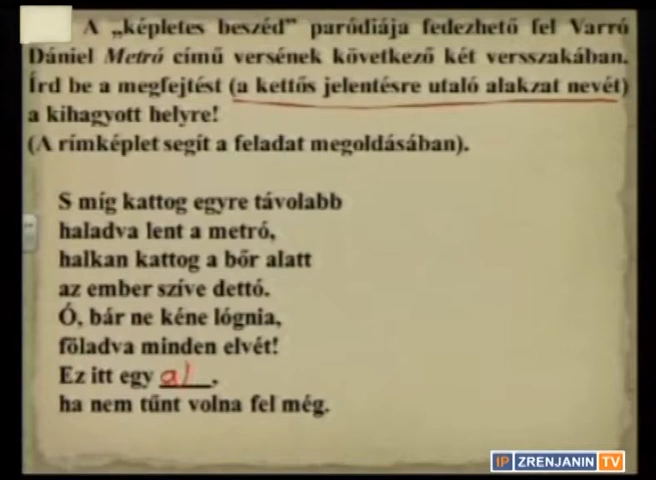 A „képletes beszéd” paródiája fedezhető fel Varró
Dániel Metró című versének következő két versszakában.
Írd be a megfejtést (a kettős jelentésre utaló alakzat nevét)
a kihagyott helyre!
(A rímképlet segít a feladat megoldásában).
S míg kattog egyre távolabb
haladva lent a metró,
halkan kattog a bőr alatt
az ember szíve dettó.
Ó, bár ne kéne lógnia,
föladva minden elvét!
Ez itt egy al____,
ha nem tűnt volna fel még.
IP ZRENJANIN TV